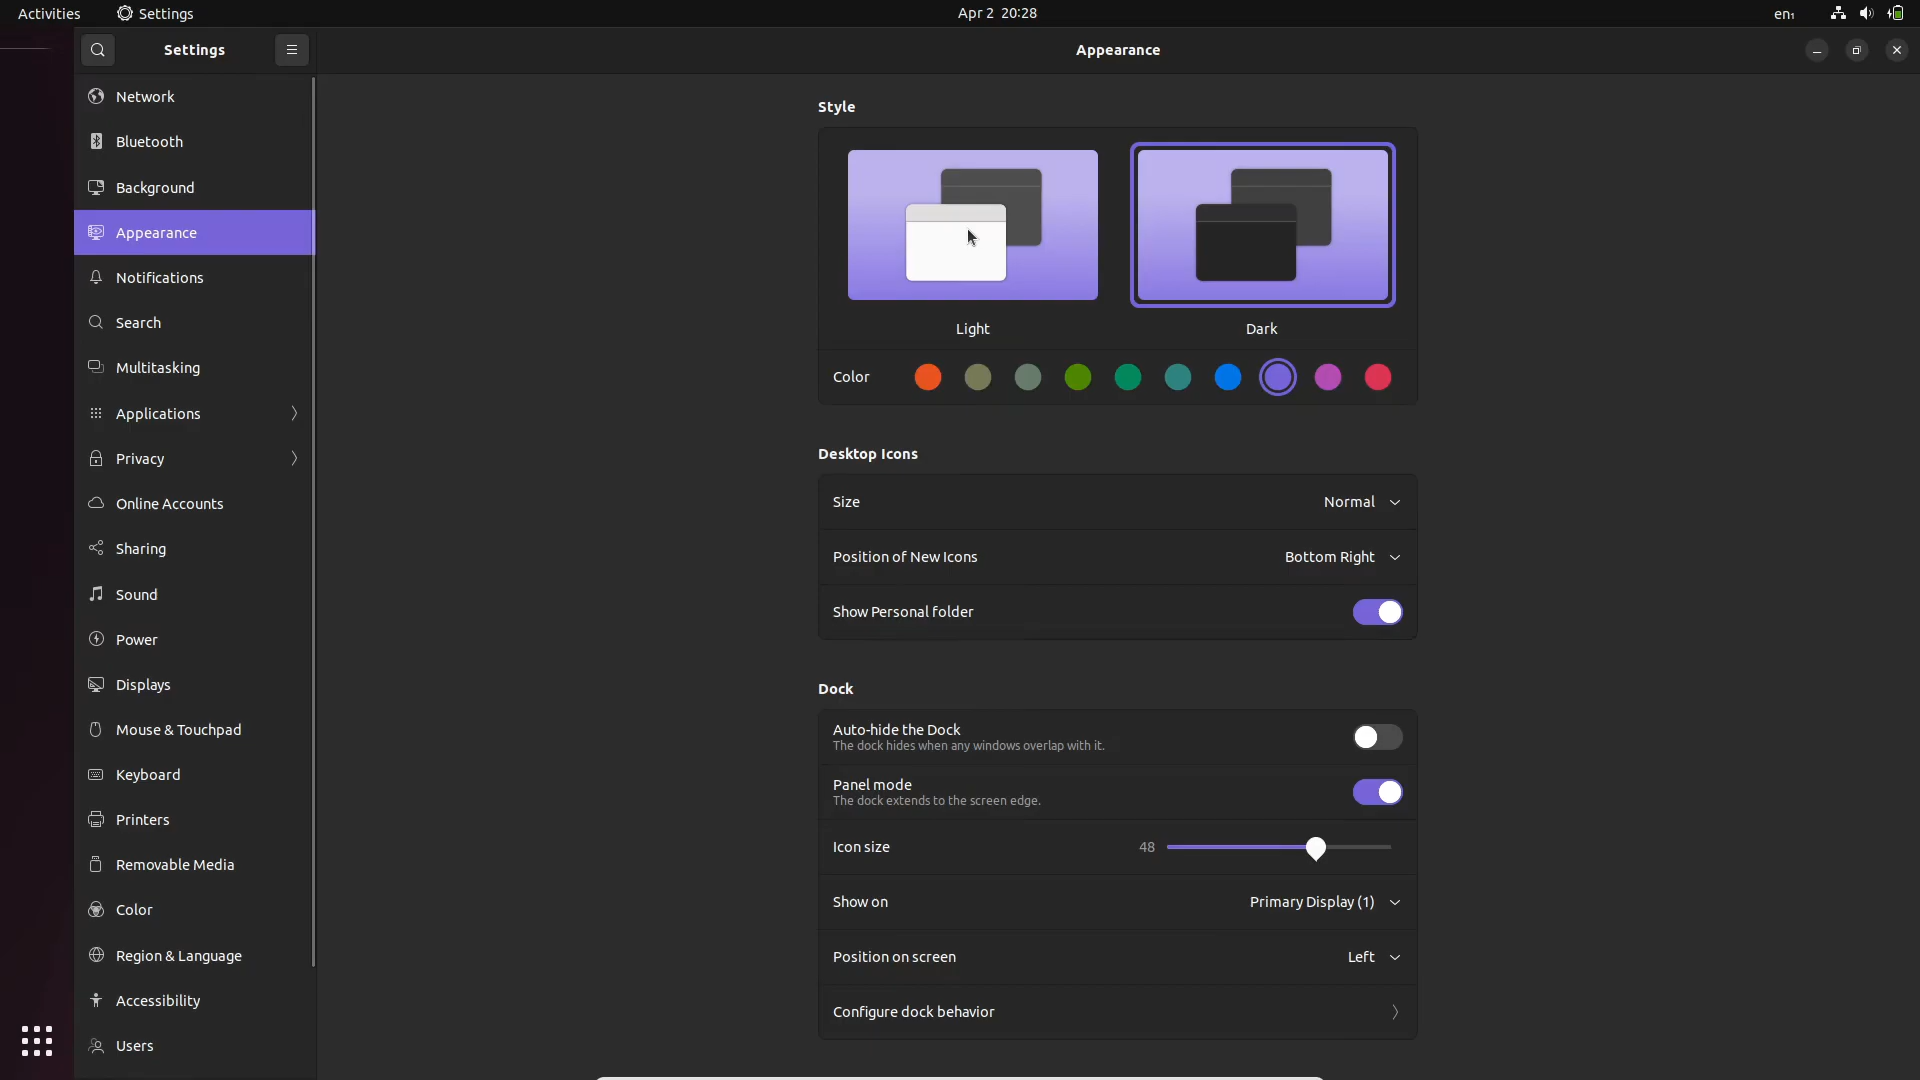 Activities Settings Apr 2 20:28 en₁
Settings Appearance
Network
Bluetooth
Background
Appearance
Notifications
Search
Multitasking
Applications
Privacy
Online Accounts
Sharing
Sound
Power
Displays
Mouse & Touchpad
Keyboard
Printers
Removable Media
Color
Region & Language
Accessibility
Users
Style
Light Dark
Color
Desktop Icons
Size Normal
Position of New Icons Bottom Right
Show Personal folder
Dock
Auto-hide the Dock
The dock hides when any windows overlap with it.
Panel mode
The dock extends to the screen edge.
Icon size 48
Show on Primary Display (1)
Position on screen Left
Configure dock behavior